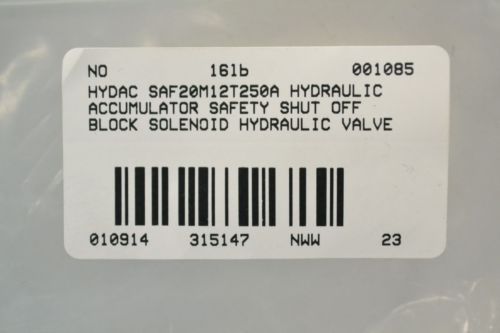 NO 16lb 001085
HYDAC SAF20M12T250A HYDRAULIC
ACCUMULATOR SAFETY SHUT OFF
BLOCK SOLENOID HYDRAULIC VALVE
010914 315147 NWW 23